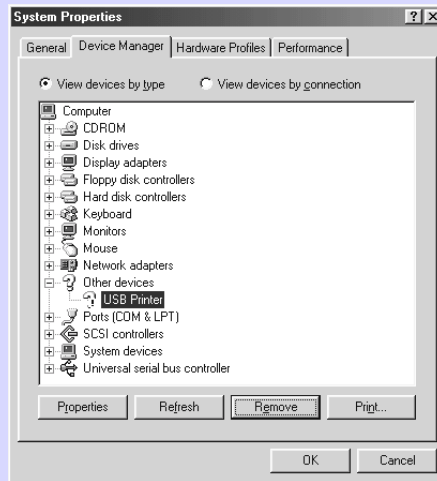 System Properties
General Device Manager Hardware Profiles Performance
View devices by type View devices by connection
Computer
CDROM
Disk drives
Display adapters
Floppy disk controllers
Hard disk controllers
Keyboard
Monitors
Mouse
Network adapters
Other devices
USB Printer
Ports (COM & LPT)
SCSI controllers
System devices
Universal serial bus controller
Properties Refresh Remove Print...
OK Cancel